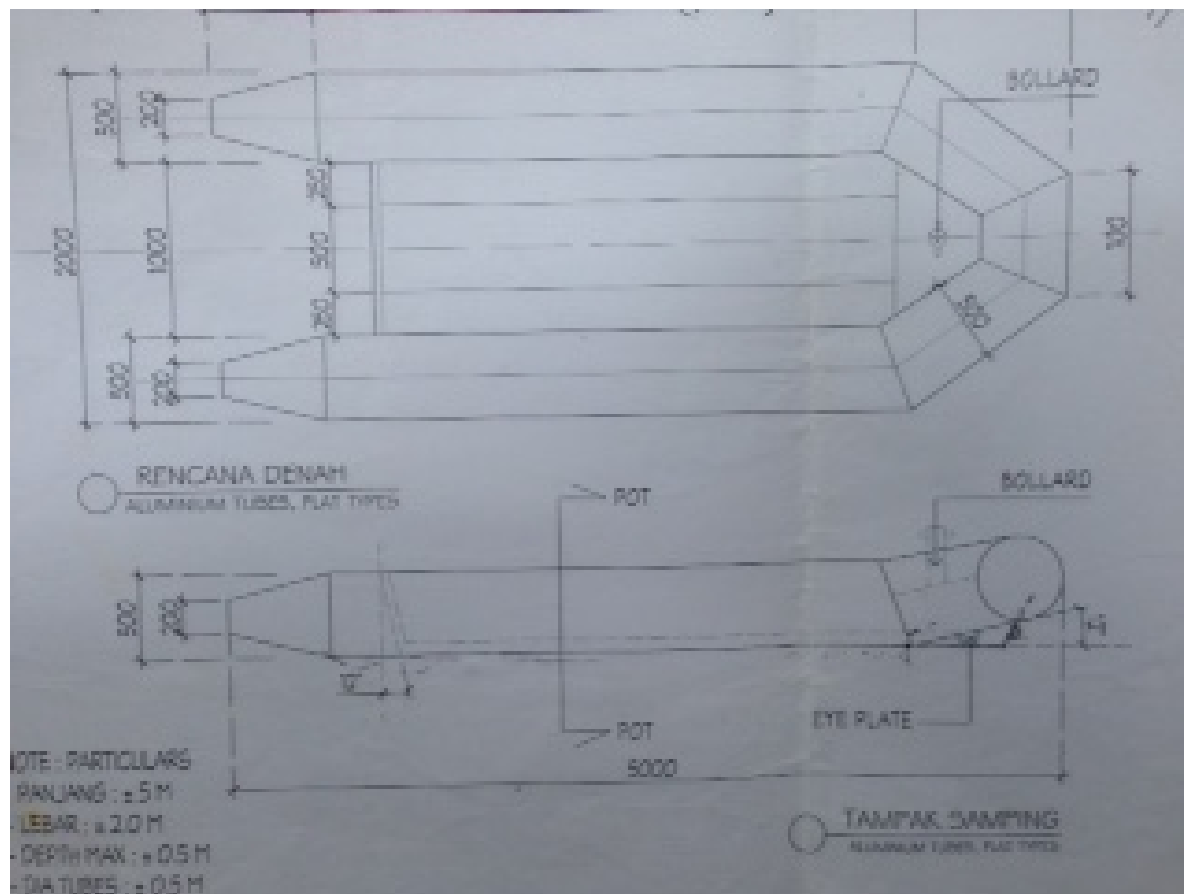 BOLLARD
500
200
2000
1000
250
500
250
500
200
500
700
RENCANA DENAH
ALUMINIUM TUBES, FLAT TYPES
POT
BOLLARD
500
200
POT
EYE PLATE
5000
NOTE : PARTICULARS
PANJANG : ± 5 M
- LEBAR : ± 2.0 M
- DEPTH MAX : ± 0.5 M
- DIA TUBES : ± 0.5 M
TAMPAK SAMPING
ALUMINIUM TUBES, FLAT TYPES